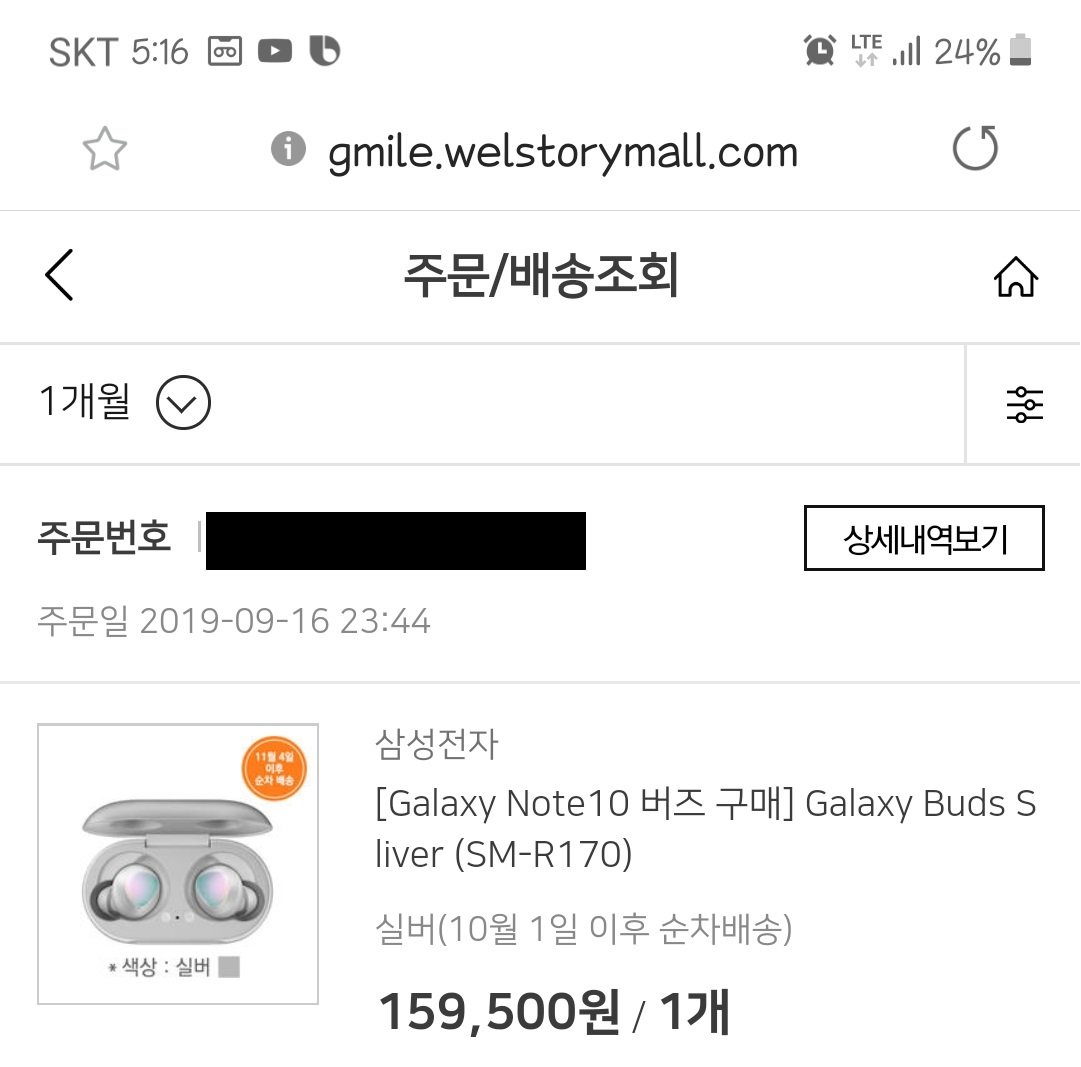 SKT 5:16 LTE 24%
gmile.welstorymall.com
주문/배송조회
1개월
주문번호 상세내역보기
주문일 2019-09-16 23:44
11월 4일
이후
순차 배송
* 색상 : 실버
삼성전자
[Galaxy Note10 버즈 구매] Galaxy Buds S
liver (SM-R170)
실버(10월 1일 이후 순차배송)
159,500원 / 1개